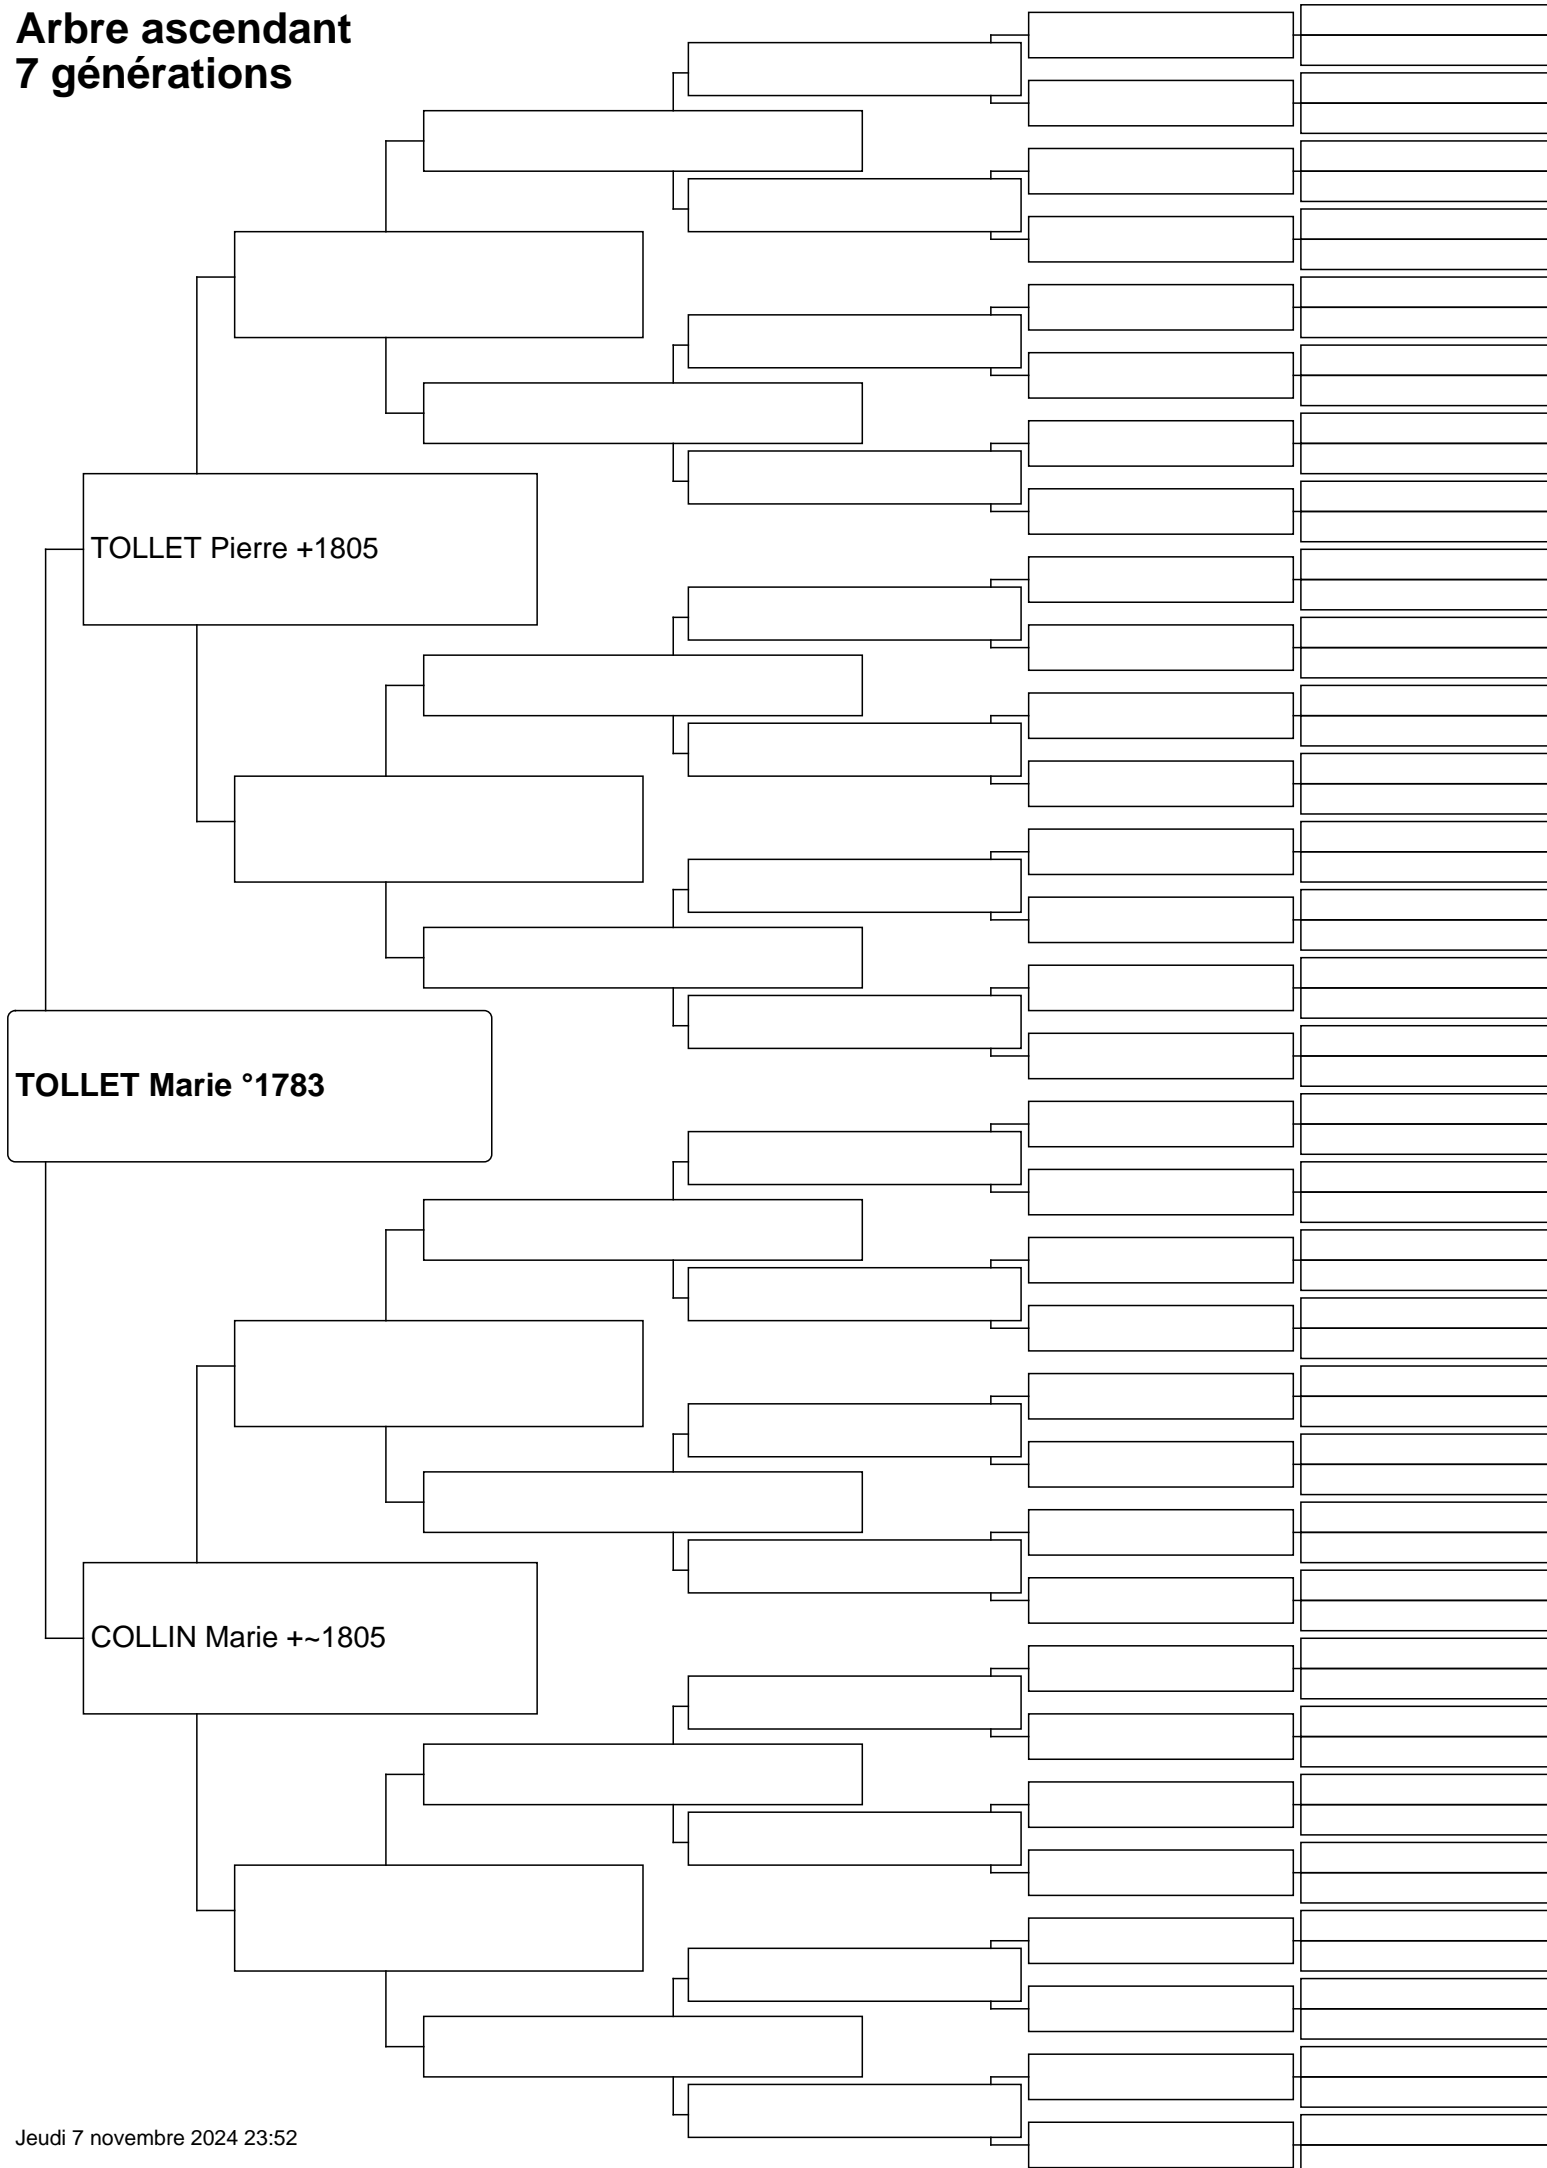 Arbre ascendant
7 générations
TOLLET Pierre +1805
TOLLET Marie °1783
COLLIN Marie +~1805
Jeudi 7 novembre 2024 23:52